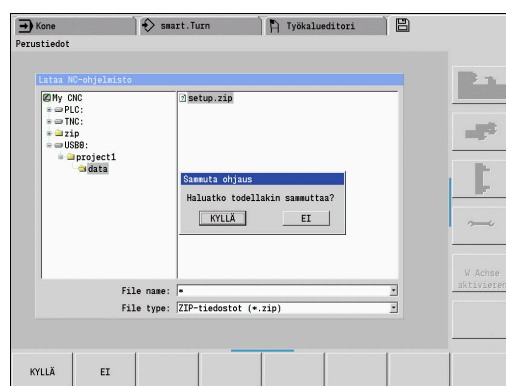 Kone
smart.Turn
Työkalueditori
Perustiedot
Lataa NC-ohjelmisto
My CNC
PLC:
TNC:
zip
USB0:
project1
data
setup.zip
Sammuta ohjaus
Haluatko todellakin sammuttaa?
KYLLÄ
EI
File name: *
File type: ZIP-tiedostot (*.zip)
W Achse
aktivieren
KYLLÄ
EI